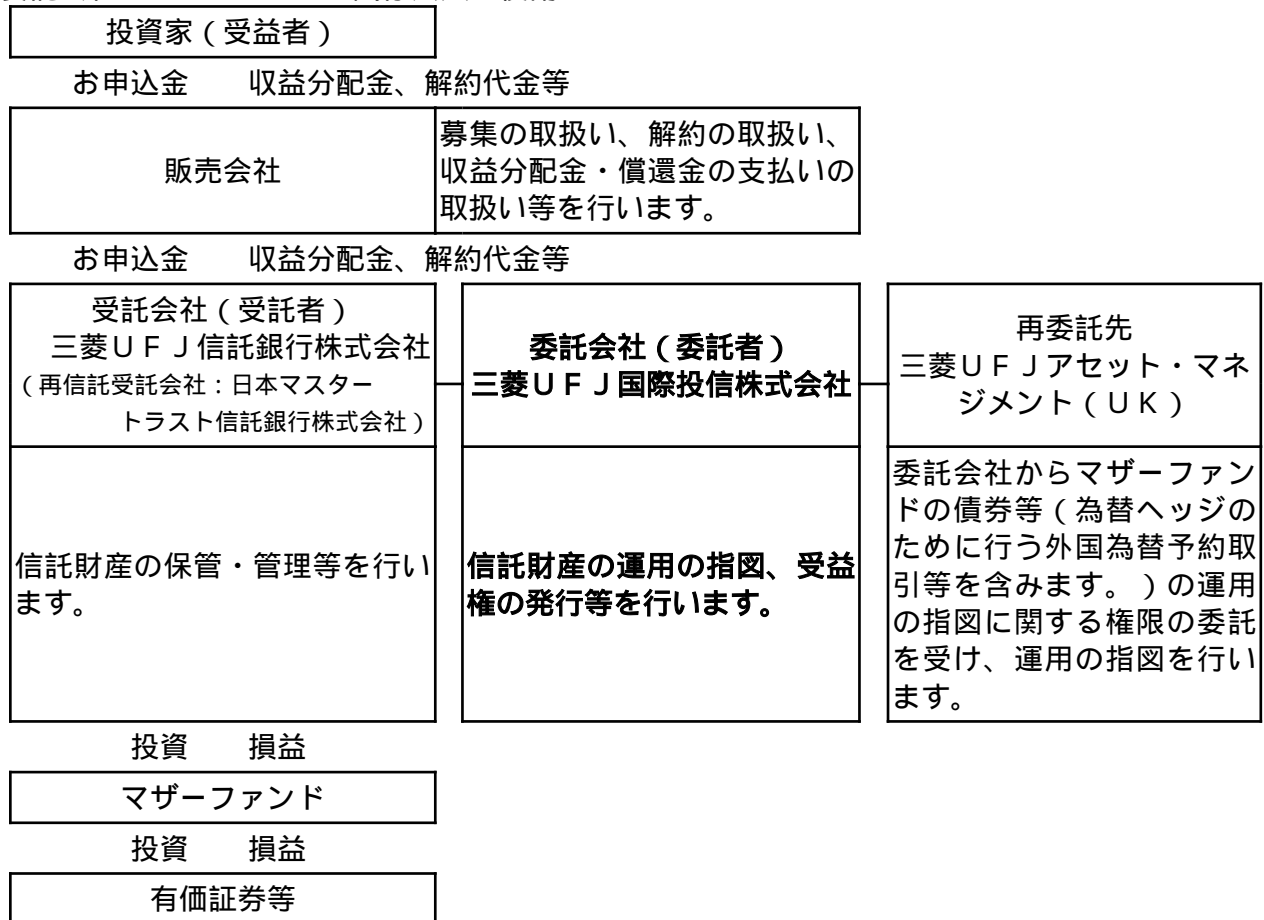 投資家（受益者）
お申込金　収益分配金、解約代金等
販売会社
募集の取扱い、解約の取扱い、
収益分配金・償還金の支払いの
取扱い等を行います。
お申込金　収益分配金、解約代金等
受託会社（受託者）
三菱ＵＦＪ信託銀行株式会社
（再信託受託会社：日本マスター
トラスト信託銀行株式会社）
委託会社（委託者）
三菱ＵＦＪ国際投信株式会社
再委託先
三菱ＵＦＪアセット・マネ
ジメント（ＵＫ）
信託財産の保管・管理等を行い
ます。
信託財産の運用の指図、受益
権の発行等を行います。
委託会社からマザーファン
ドの債券等（為替ヘッジの
ために行う外国為替予約取
引等を含みます。）の運用
の指図に関する権限の委託
を受け、運用の指図を行い
ます。
投資　損益
マザーファンド
投資　損益
有価証券等